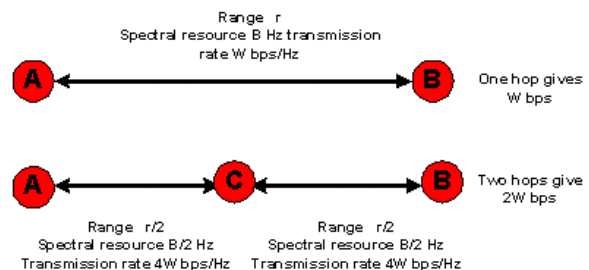 Range r
Spectral resource B Hz transmission
rate W bps/Hz
A
B
One hop gives
W bps
A
C
B
Two hops give
2W bps
Range r/2
Spectral resource B/2 Hz
Transmission rate 4W bps/Hz
Range r/2
Spectral resource B/2 Hz
Transmission rate 4W bps/Hz